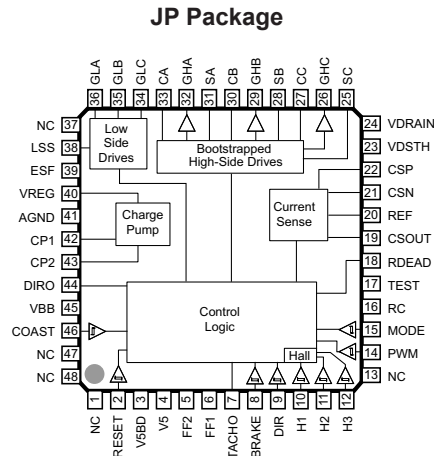 JP Package
GLA
GLB
GLC
CA
GHA
SA
CB
GHB
SB
CC
GHC
SC
36
35
34
33
32
31
30
29
28
27
26
25
NC 37
LSS 38
ESF 39
VREG 40
AGND 41
CP1 42
CP2 43
DIRO 44
VBB 45
COAST 46
NC 47
NC 48
Low
Side
Drives
Bootstrapped
High-Side Drives
Charge
Pump
Current
Sense
Control
Logic
Hall
24 VDRAIN
23 VDSTH
22 CSP
21 CSN
20 REF
19 CSOUT
18 RDEAD
17 TEST
16 RC
15 MODE
14 PWM
13 NC
1
2
3
4
5
6
7
8
9
10
11
12
NC
RESET
V5BD
V5
FF2
FF1
TACHO
BRAKE
DIR
H1
H2
H3